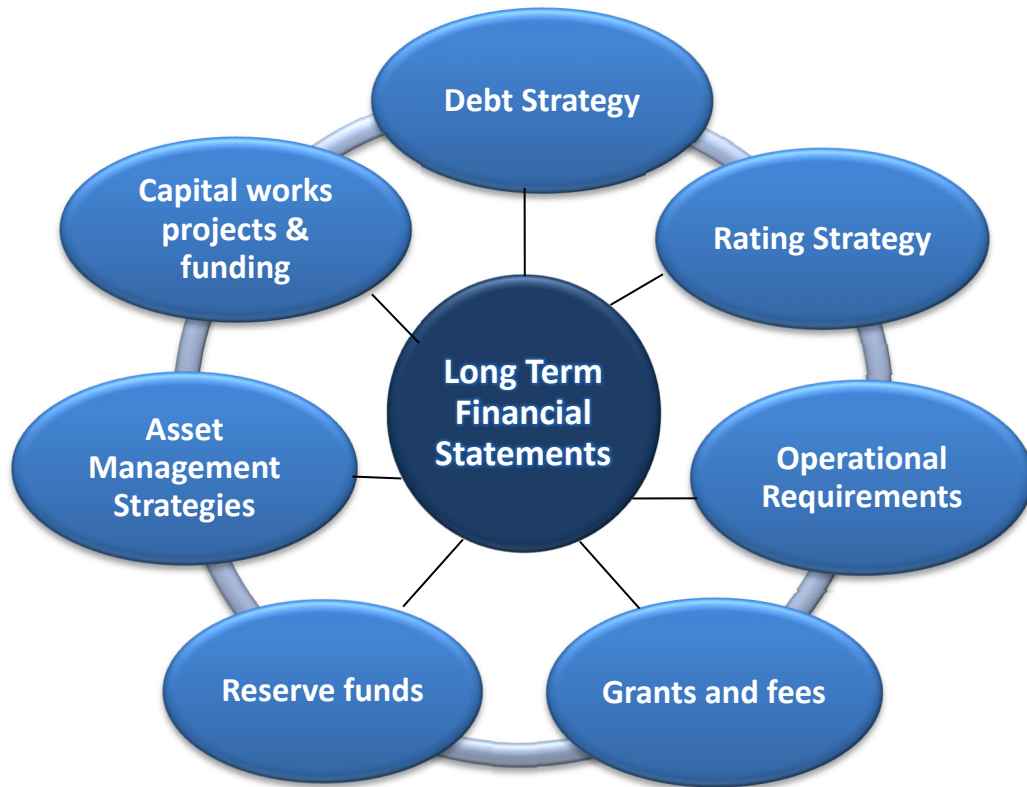 Debt Strategy
Capital works
projects &
funding
Rating Strategy
Long Term
Financial
Statements
Asset
Management
Strategies
Operational
Requirements
Reserve funds
Grants and fees